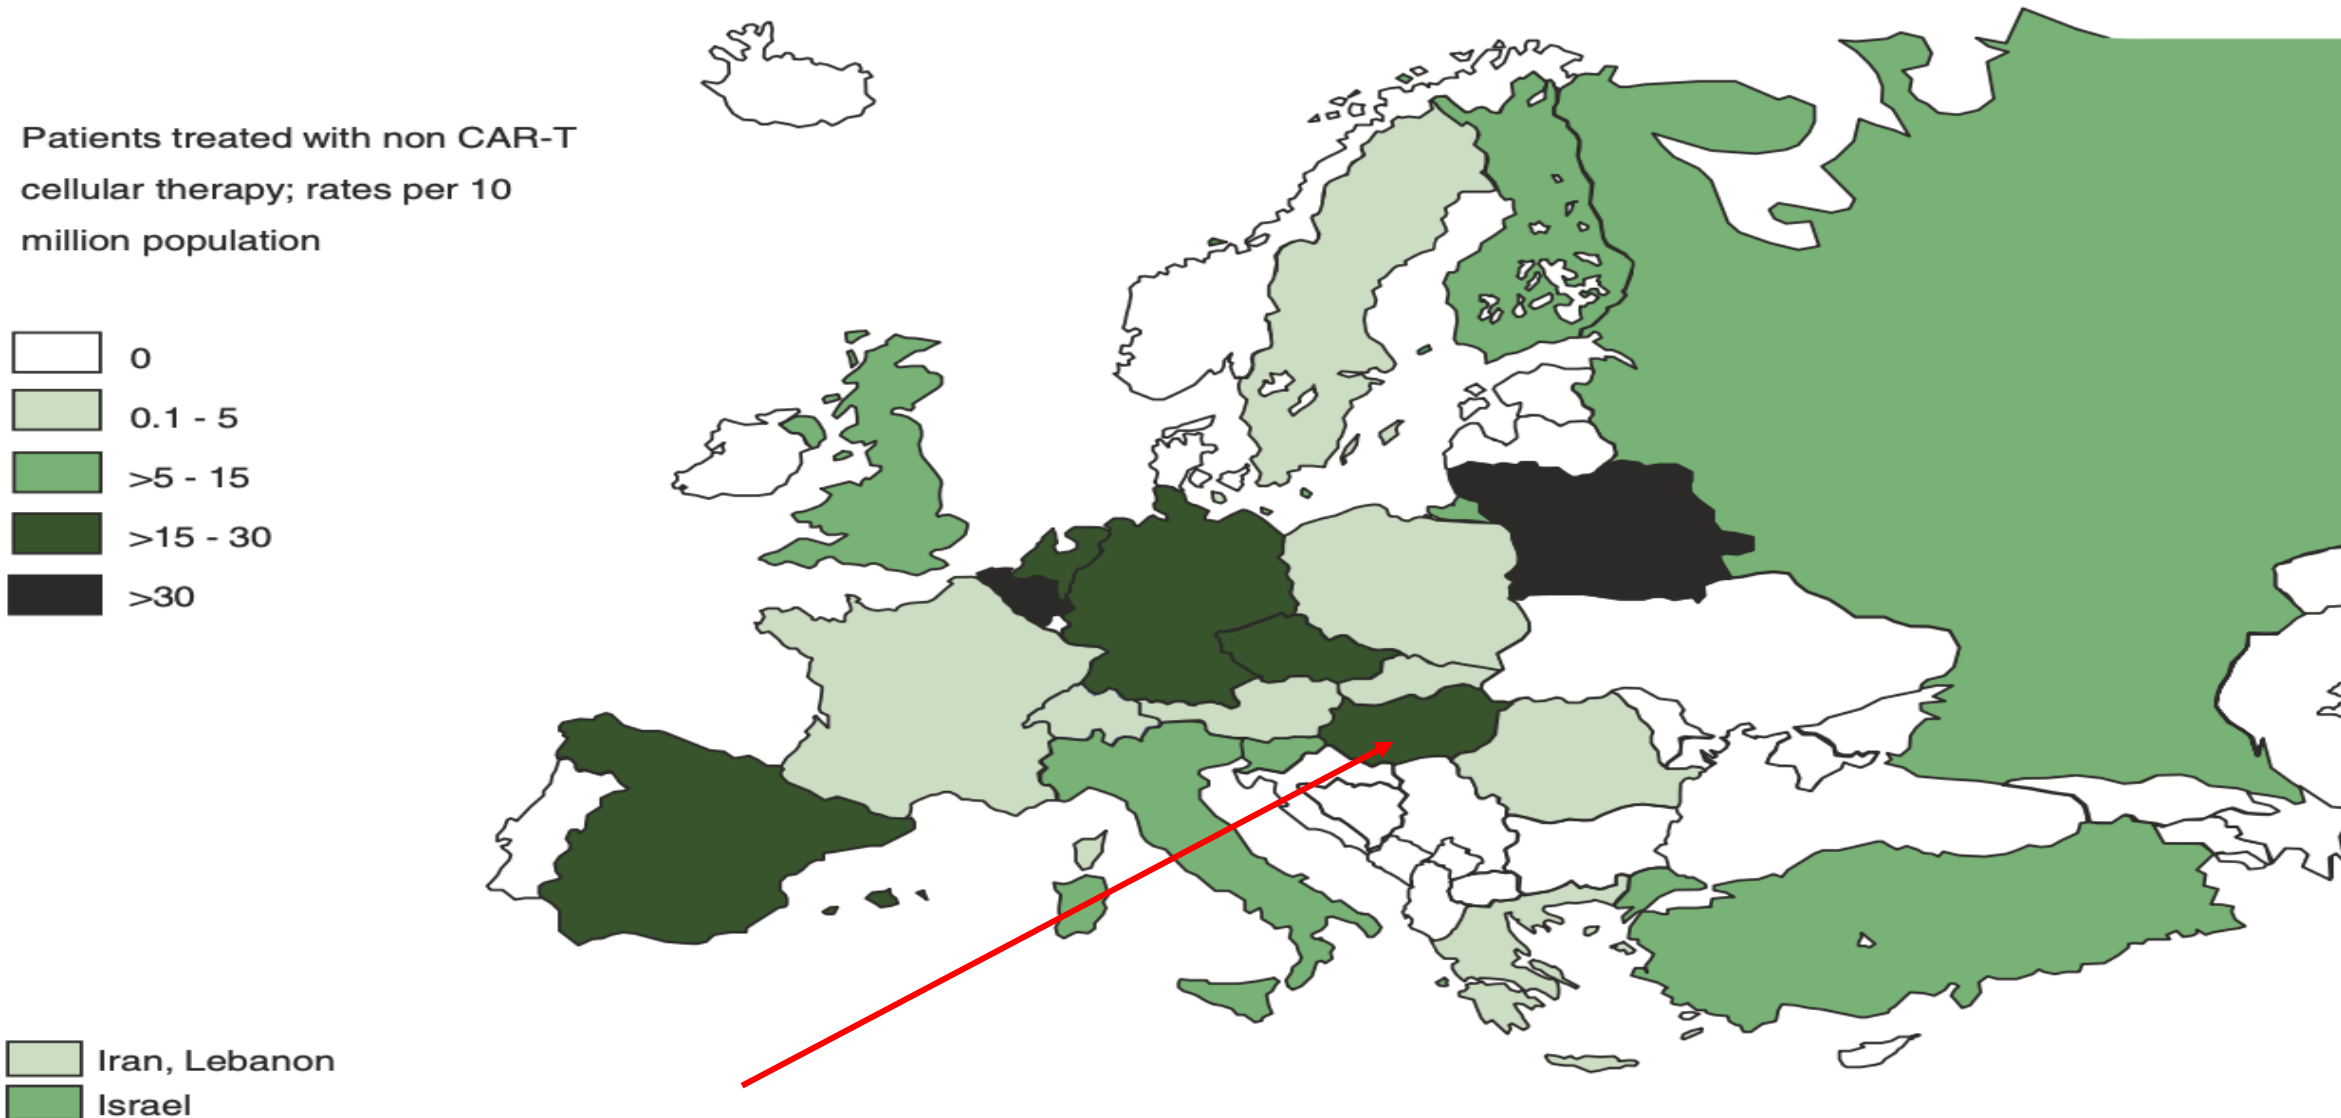 Patients treated with non CAR-T
cellular therapy; rates per 10
million population
0
0.1 - 5
>5 - 15
>15 - 30
>30
Iran, Lebanon
Israel